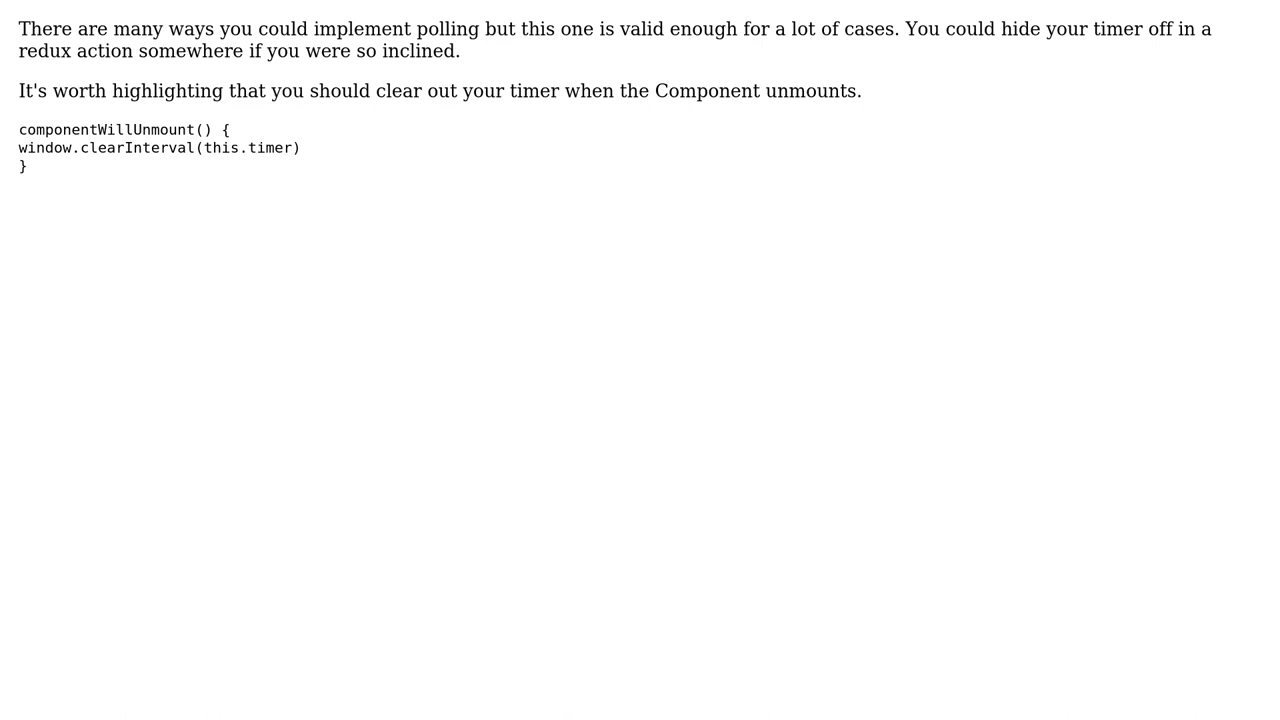 There are many ways you could implement polling but this one is valid enough for a lot of cases. You could hide your timer off in a
redux action somewhere if you were so inclined.
It's worth highlighting that you should clear out your timer when the Component unmounts.
componentWillUnmount() {
window.clearInterval(this.timer)
}